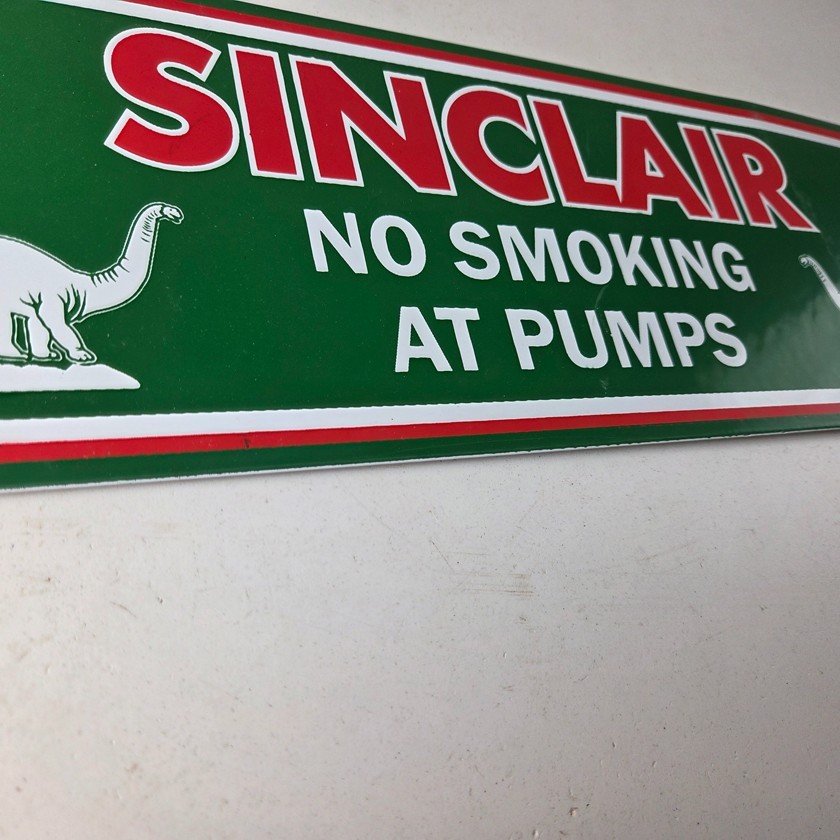 SINCLAIR
NO SMOKING
AT PUMPS